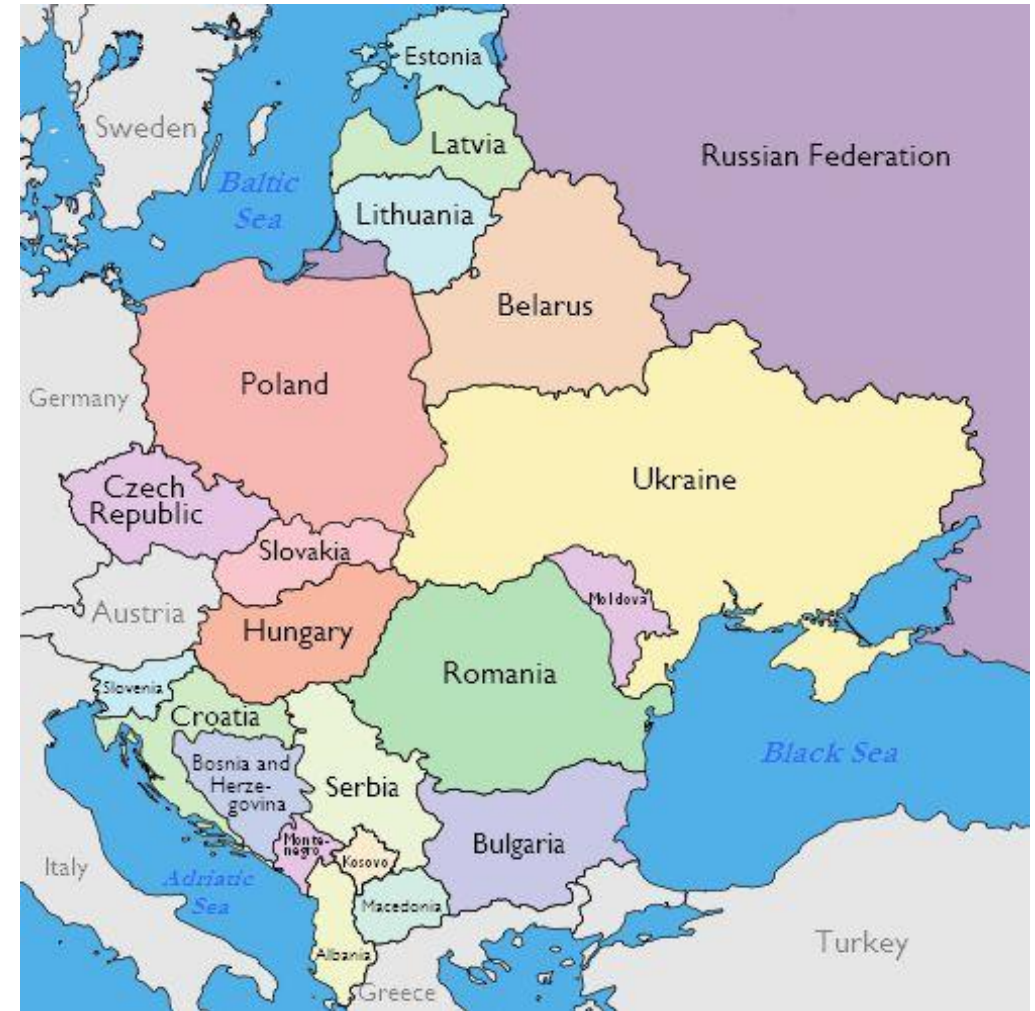 Estonia
Sweden
Latvia
Russian Federation
Baltic
Sea
Lithuania
Belarus
Poland
Germany
Ukraine
Czech
Republic
Slovakia
Moldova
Austria
Hungary
Romania
Slovenia
Croatia
Black Sea
Bosnia and
Herze-
govina
Serbia
Monte-
negro
Bulgaria
Kosovo
Italy
Adriatic
Sea
Macedonia
Turkey
Albania
Greece